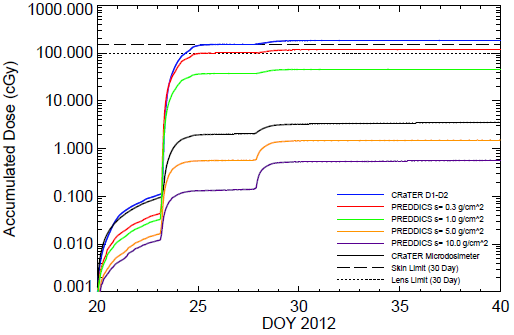 1000.000
100.000
10.000
1.000
0.100
0.010
0.001
Accumulated Dose (cGy)
CRaTER D1-D2
PREDDICS s= 0.3 g/cm^2
PREDDICS s= 1.0 g/cm^2
PREDDICS s= 5.0 g/cm^2
PREDDICS s= 10.0 g/cm^2
CRaTER Microdosimeter
Skin Limit (30 Day)
Lens Limit (30 Day)
20 25 30 35 40
DOY 2012